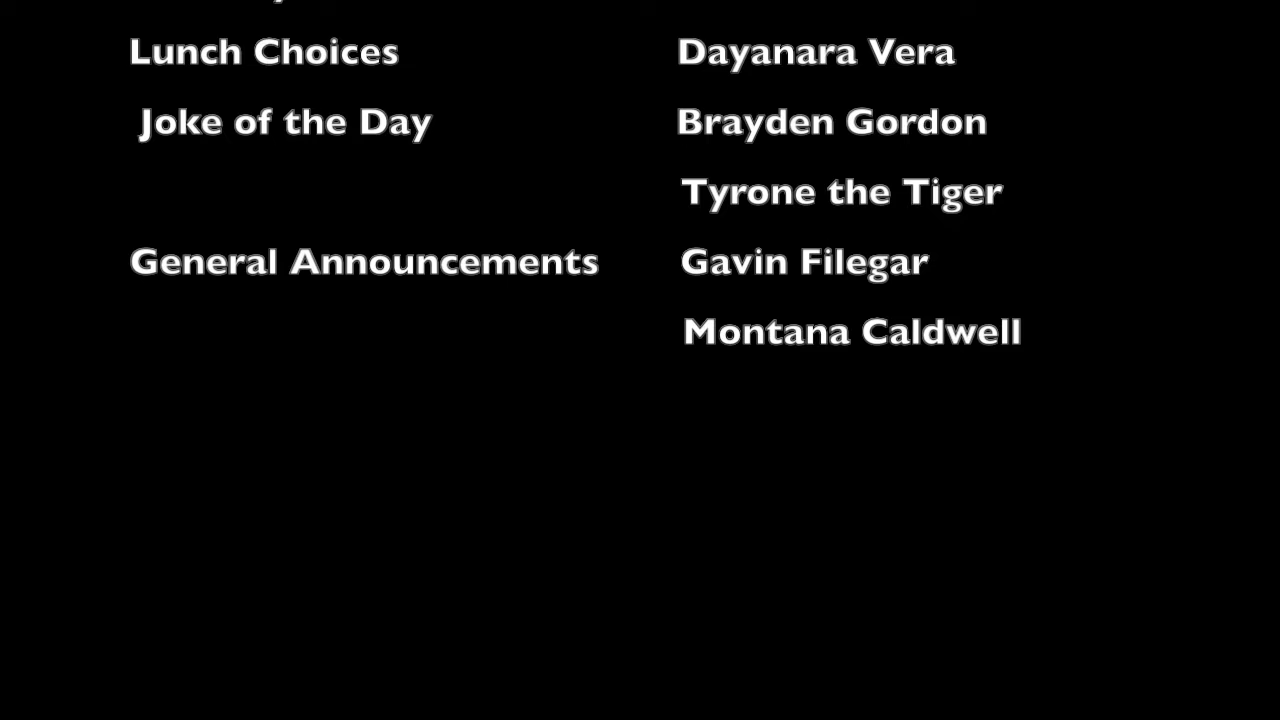 Lunch Choices Dayanara Vera
Joke of the Day Brayden Gordon
Tyrone the Tiger
General Announcements Gavin Filegar
Montana Caldwell